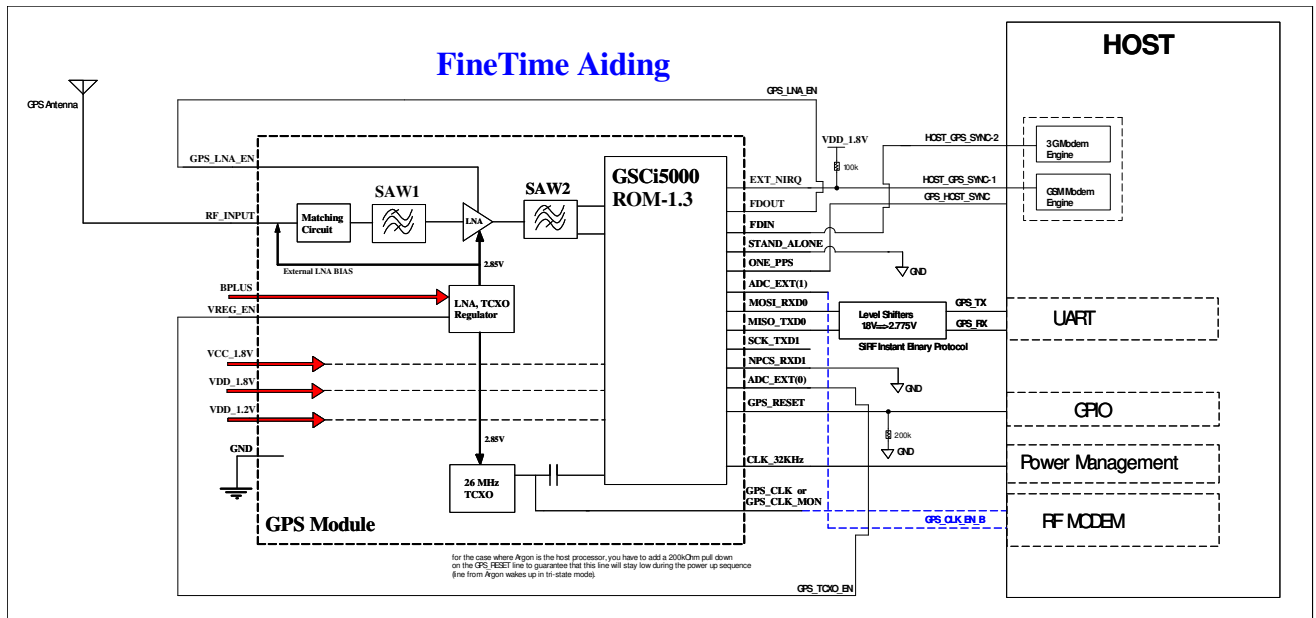 HOST
FineTime Aiding
GPS Antenna
GPS_LNA_EN
VDD_1.8V
100k
HOST_GPS_SYNC-2
3G Modem
Engine
GPS_LNA_EN
GSCi5000
ROM-1.3
EXT_NIRQ
HOST_GPS_SYNC-1
GSM Modem
Engine
SAW1
SAW2
FDOUT
GPS_HOST_SYNC
RF_INPUT
Matching
Circuit
LNA
FDIN
STAND_ALONE
GND
External LNA BIAS
2.85V
ONE_PPS
BPLUS
LNA, TCXO
Regulator
ADC_EXT(1)
VREG_EN
MOSI_RXD0
Level Shifters
1.8V==>2.775V
GPS_TX
UART
MISO_TXD0
GPS_RX
SCK_TXD1
SiRF Instant Binary Protocol
VCC_1.8V
NPCS_RXD1
GND
VDD_1.8V
ADC_EXT(0)
VDD_1.2V
GPS_RESET
GPIO
200k
GND
GND
2.85V
CLK_32KHz
Power Management
26 MHz
TCXO
GPS_CLK or
GPS_CLK_MON
GPS_CLK_EN_B
RF MODEM
GPS Module
for the case where Argon is the host processor, you have to add a 200kOhm pull down
on the GPS_RESET line to guarantee that this line will stay low during the power up sequence
(line from Argon wakes up in tri-state mode).
GPS_TCXO_EN